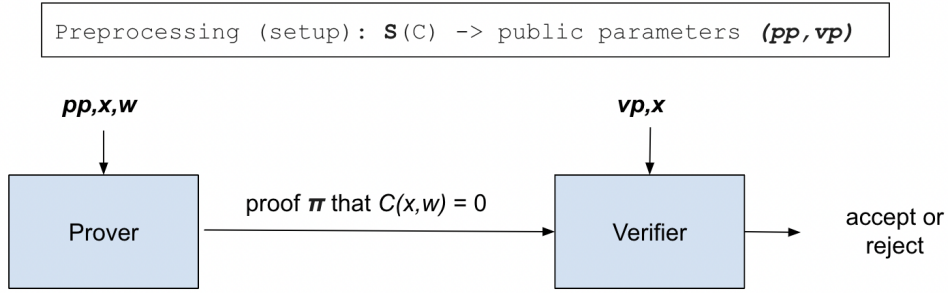 Preprocessing (setup): S(C) -> public parameters (pp,vp)
pp,x,w
vp,x
Prover
proof π that C(x,w) = 0
Verifier
accept or
reject